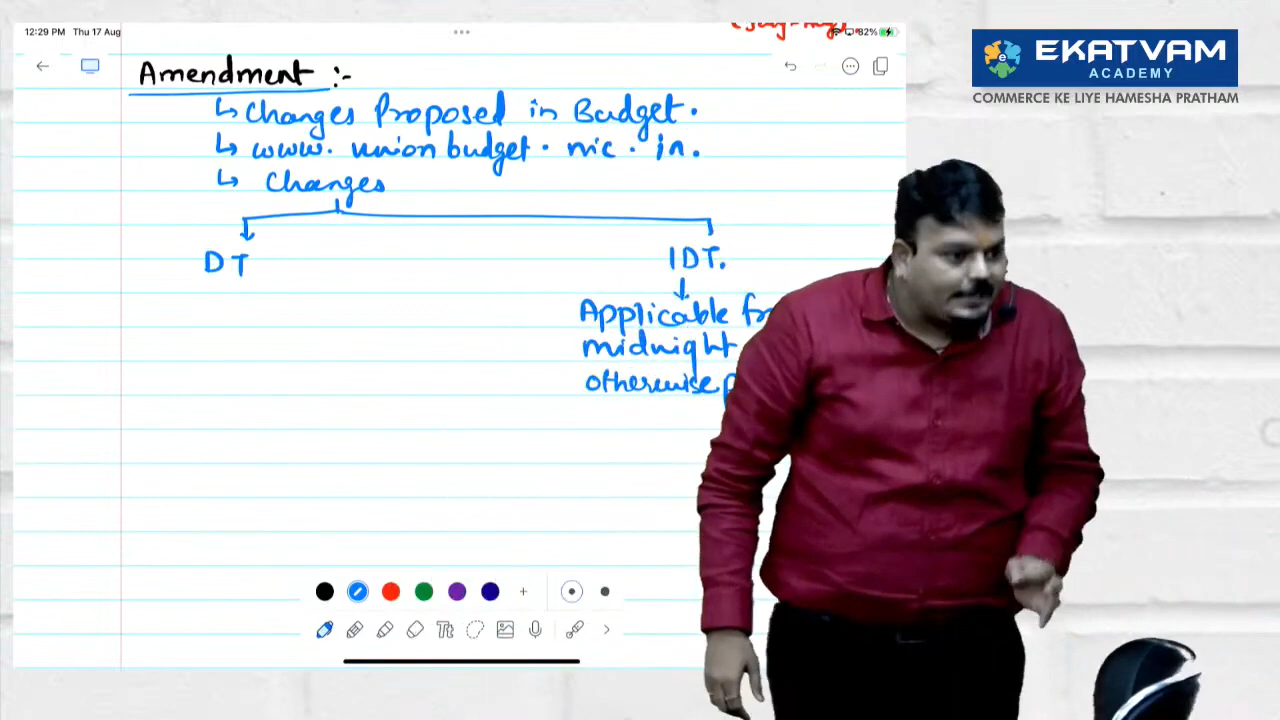 12:29 PM Thu 17 Aug
82%
EKATVAM
ACADEMY
COMMERCE KE LIYE HAMESHA PRATHAM
Amendment :-
↳ Changes Proposed in Budget.
↳ www. union budget . nic . in.
↳ Changes
DT
IDT.
Applicable
midnight
otherwise
Tt